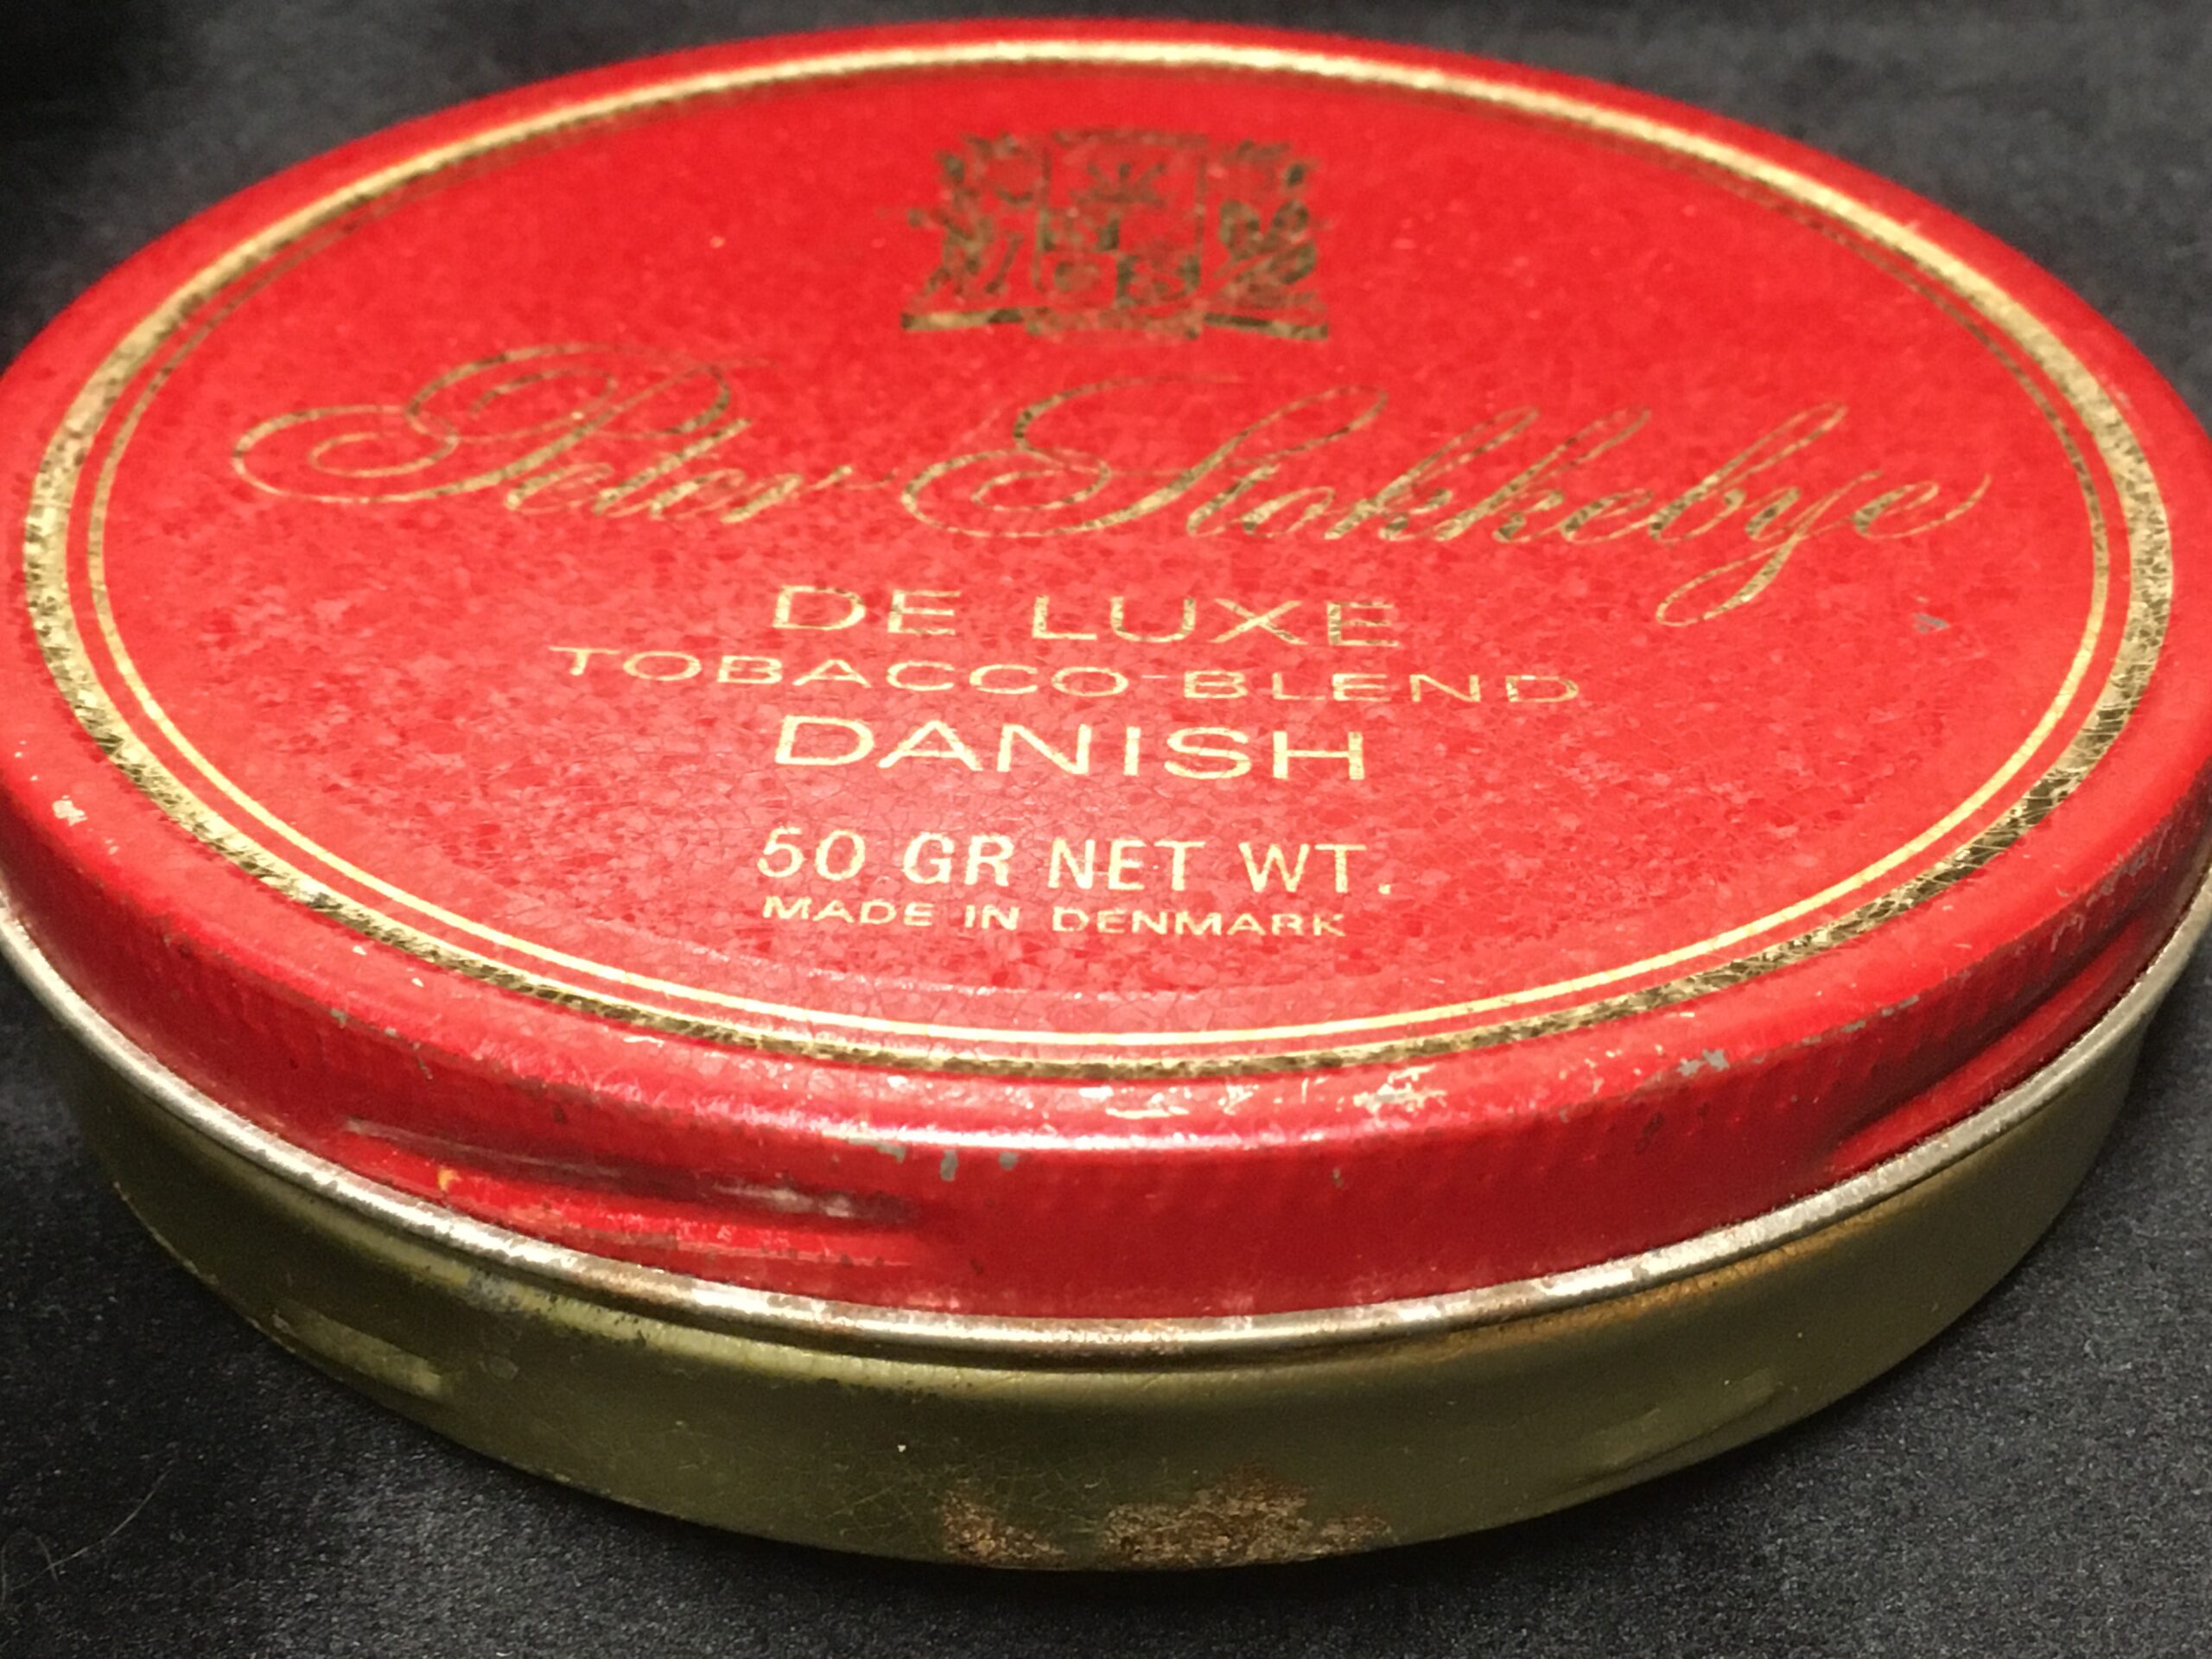 Peter Stokkebye
DE LUXE
TOBACCO BLEND
DANISH
50 GR NET WT.
MADE IN DENMARK